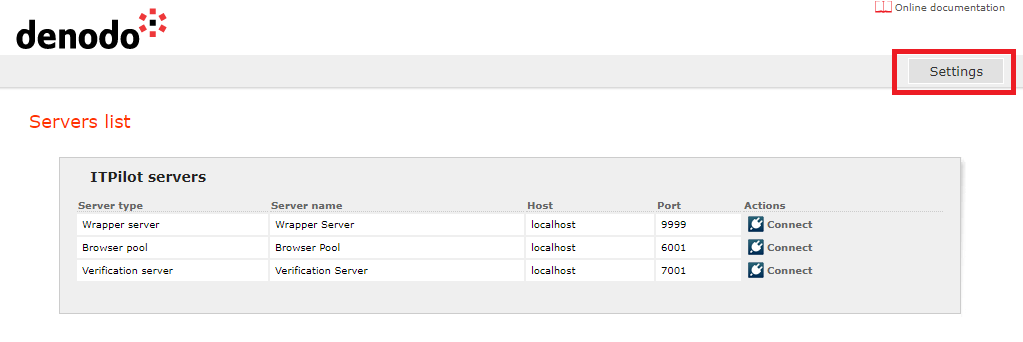 Online documentation
denodo
Settings
Servers list
ITPilot servers
Server type Server name Host Port Actions
Wrapper server Wrapper Server localhost 9999 Connect
Browser pool Browser Pool localhost 6001 Connect
Verification server Verification Server localhost 7001 Connect